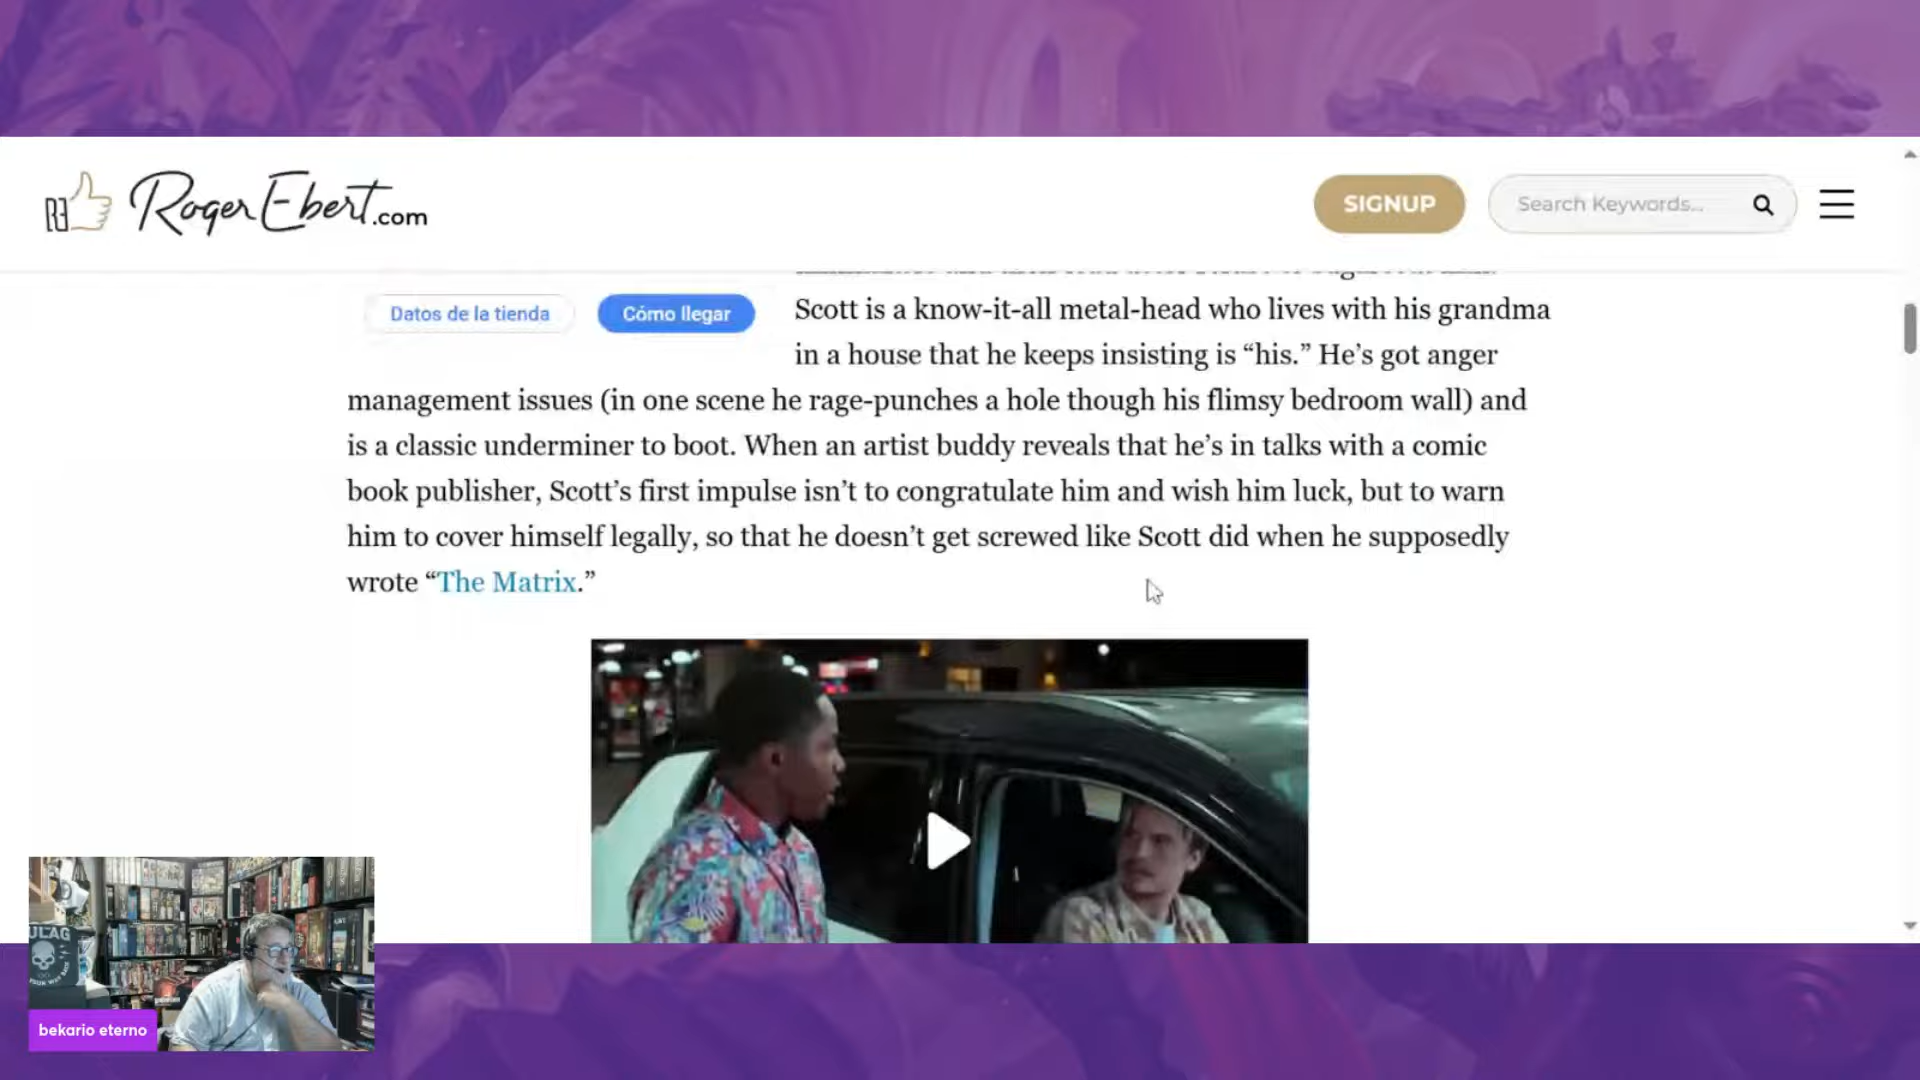 RogerEbert.com
SIGNUP
Search Keywords...
Datos de la tienda
Cómo llegar
Scott is a know-it-all metal-head who lives with his grandma
in a house that he keeps insisting is “his.” He’s got anger
management issues (in one scene he rage-punches a hole though his flimsy bedroom wall) and
is a classic underminer to boot. When an artist buddy reveals that he’s in talks with a comic
book publisher, Scott’s first impulse isn’t to congratulate him and wish him luck, but to warn
him to cover himself legally, so that he doesn’t get screwed like Scott did when he supposedly
wrote “The Matrix.”
ULAG
bekario eterno